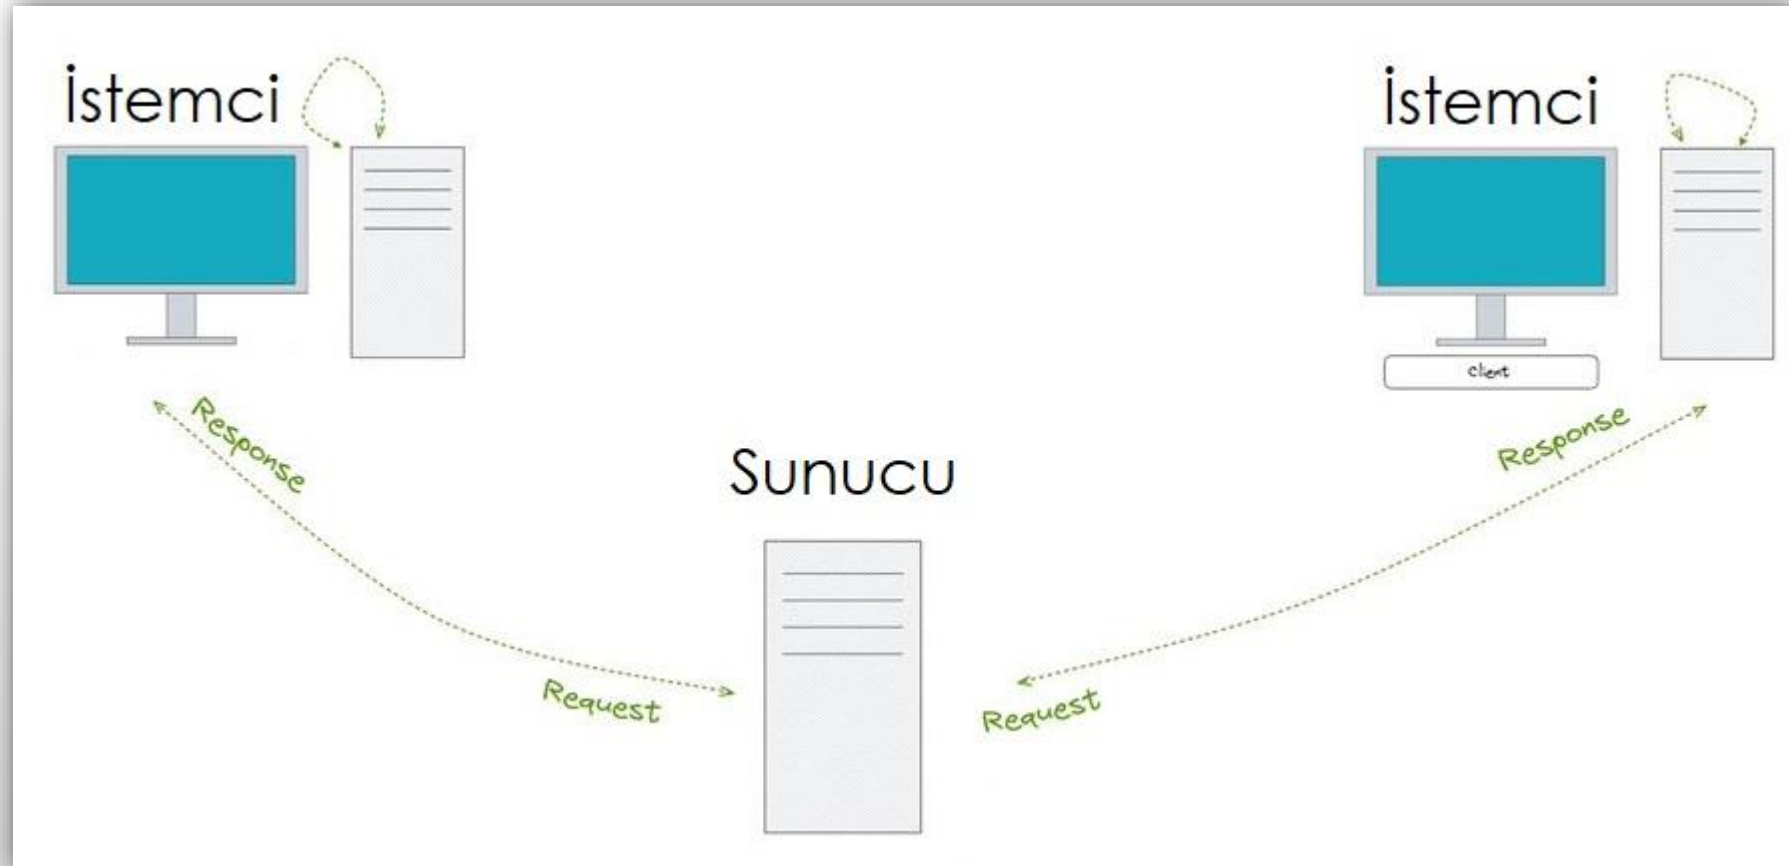 İstemci
İstemci
client
Response
Response
Sunucu
Request
Request